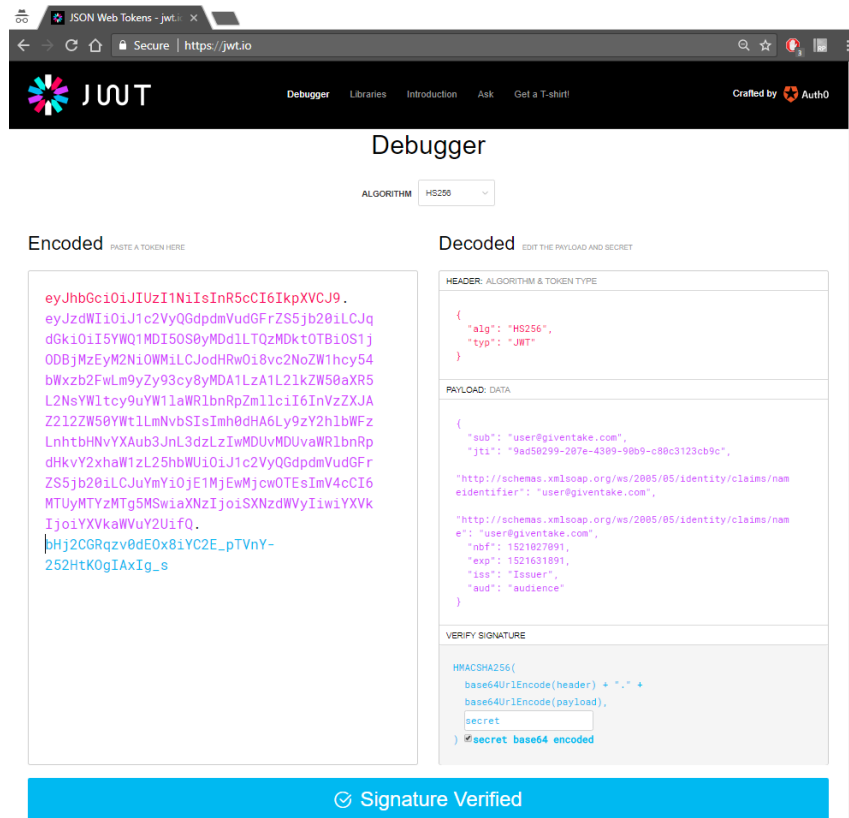 JSON Web Tokens - jwt.i
Secure | https://jwt.io
JWT
Debugger Libraries Introduction Ask Get a T-shirt!
Crafted by Auth0
Debugger
ALGORITHM HS256
Encoded PASTE A TOKEN HERE
eyJhbGciOiJIUzI1NiIsInR5cCI6IkpXVCJ9.
eyJzdWIiOiJ1c2VyQGdpdmVudGFrZS5jb20iLCJq
dGkiOiI5YWQ1MDI5OS0yMDdlLTQzMDktOTBiOS1j
ODBjMzEyM2NiOWMiLCJodHRwOi8vc2NoZW1hcy54
bWxzb2FwLm9yZy93cy8yMDA1LzA1L2lkZW50aXR5
L2NsYWltcy9uYW1laWRlbnRpZmllciI6InVzZXJA
Z2l2ZW50YWtlLmNvbSIsImh0dHA6Ly9zY2hlbWFz
LnhtbHNvYXAub3JnL3dzLzIwMDUvMDUvaWRlbnRp
dHkvY2xhaW1zL25hbWUiOiJ1c2VyQGdpdmVudGFr
ZS5jb20iLCJuYmYiOjE1MjEwMjcwOTEsImV4cCI6
MTUyMTYzMTg5MSwiaXNzIjoiSXNzdWVyIiwiYXVk
IjoiYXVkaWVuY2UifQ.
bHj2CGRqzv0dEOx8iYC2E_pTVnY-
252HtKOgIAxIg_s
Decoded EDIT THE PAYLOAD AND SECRET
HEADER: ALGORITHM & TOKEN TYPE
{
"alg": "HS256",
"typ": "JWT"
}
PAYLOAD: DATA
{
"sub": "user@giventake.com",
"jti": "9ad50299-207e-4309-90b9-c80c3123cb9c",
"http://schemas.xmlsoap.org/ws/2005/05/identity/claims/nam
eidentifier": "user@giventake.com",
"http://schemas.xmlsoap.org/ws/2005/05/identity/claims/nam
e": "user@giventake.com",
"nbf": 1521027091,
"exp": 1521631891,
"iss": "Issuer",
"aud": "audience"
}
VERIFY SIGNATURE
HMACSHA256(
base64UrlEncode(header) + "." +
base64UrlEncode(payload),
secret
) secret base64 encoded
Signature Verified